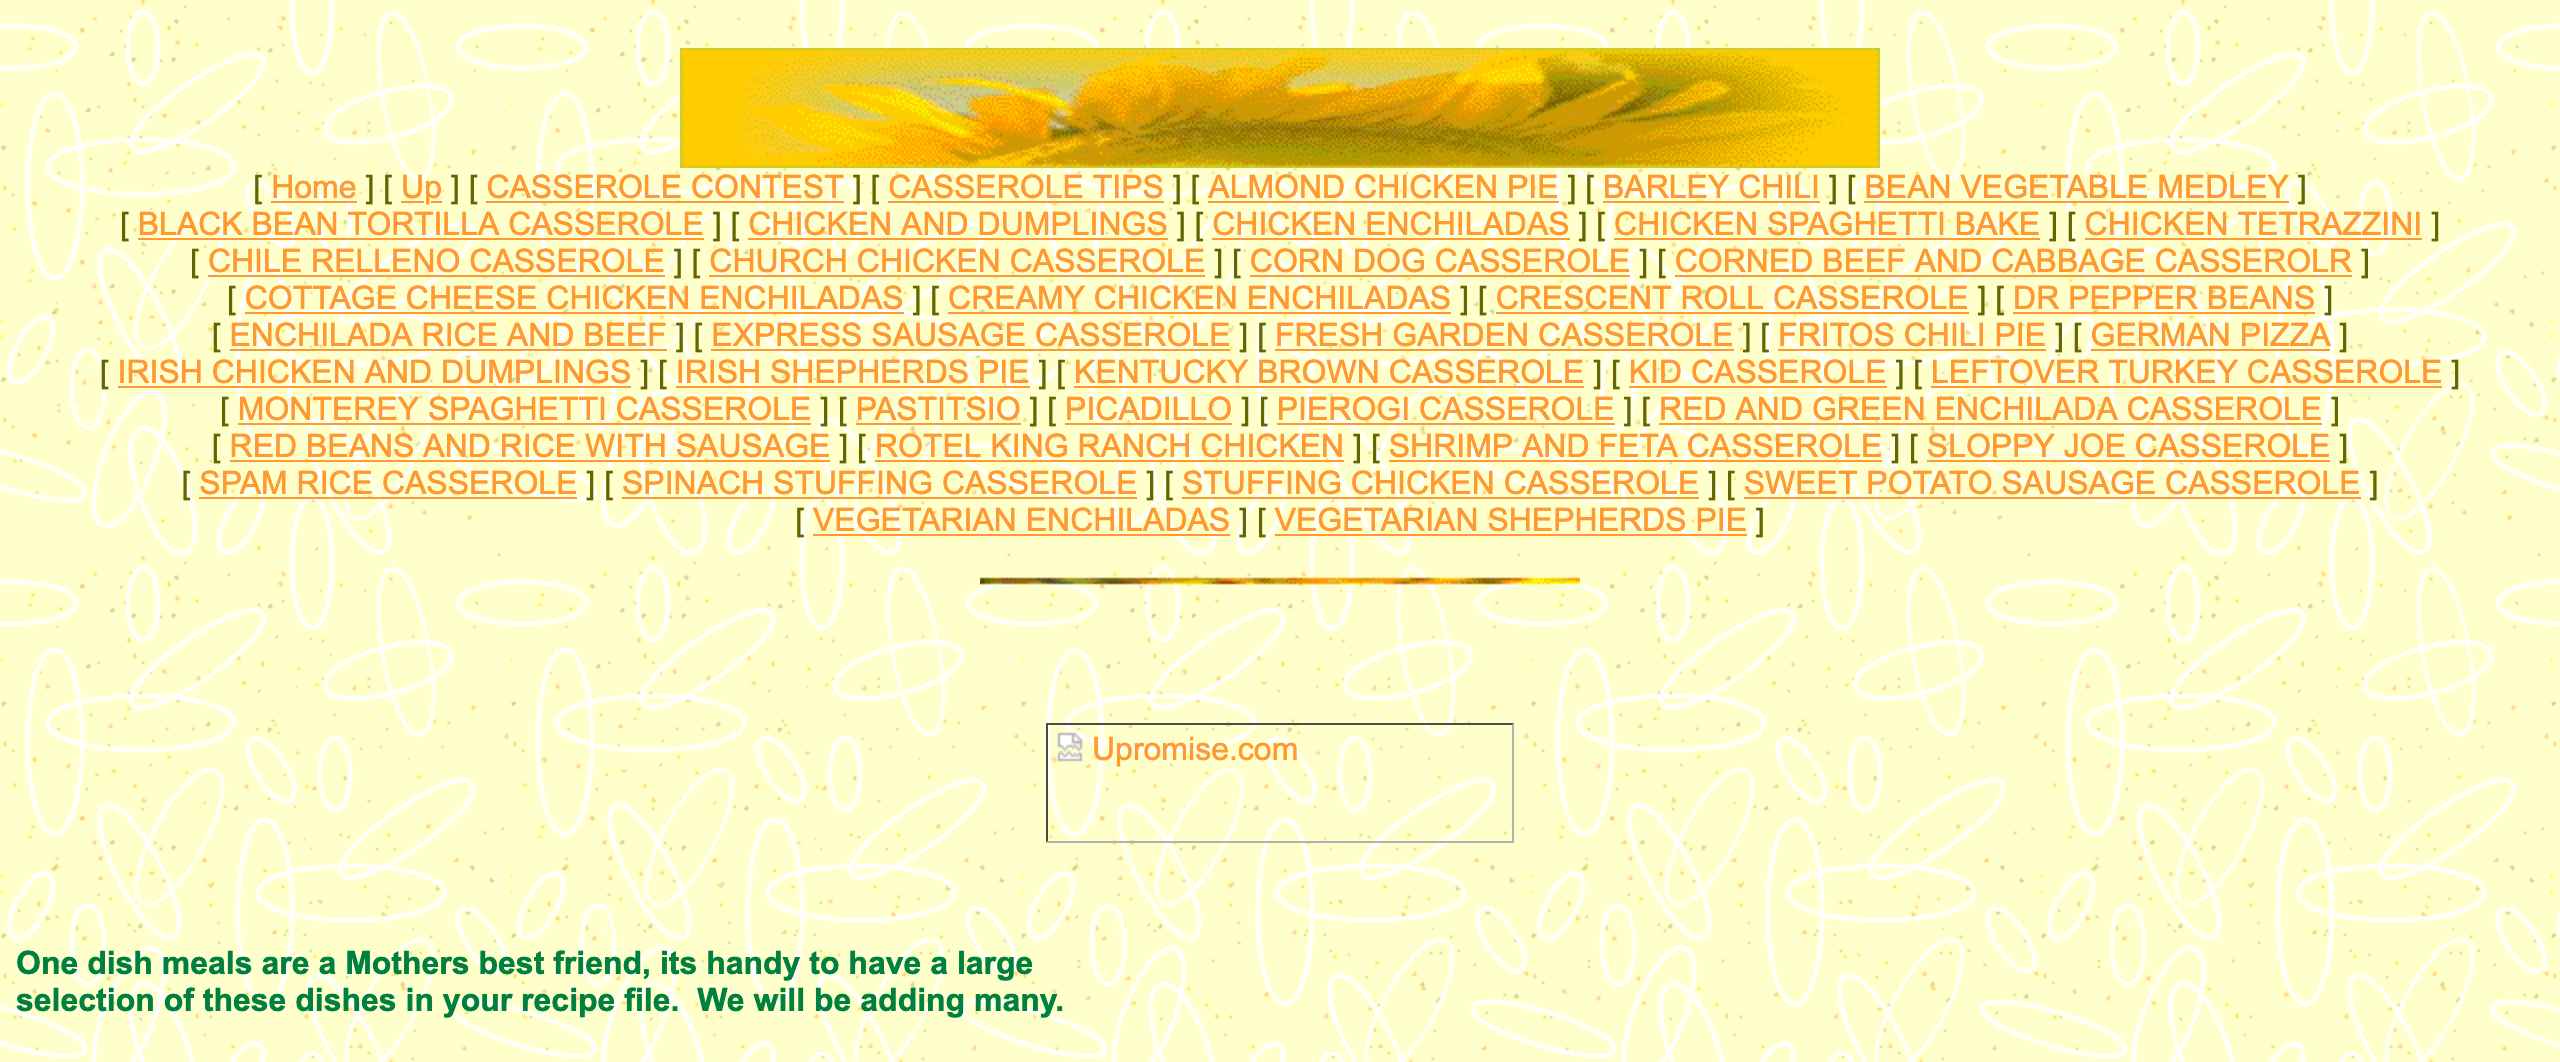 [ Home ] [ Up ] [ CASSEROLE CONTEST ] [ CASSEROLE TIPS ] [ ALMOND CHICKEN PIE ] [ BARLEY CHILI ] [ BEAN VEGETABLE MEDLEY ]
[ BLACK BEAN TORTILLA CASSEROLE ] [ CHICKEN AND DUMPLINGS ] [ CHICKEN ENCHILADAS ] [ CHICKEN SPAGHETTI BAKE ] [ CHICKEN TETRAZZINI ]
[ CHILE RELLENO CASSEROLE ] [ CHURCH CHICKEN CASSEROLE ] [ CORN DOG CASSEROLE ] [ CORNED BEEF AND CABBAGE CASSEROLR ]
[ COTTAGE CHEESE CHICKEN ENCHILADAS ] [ CREAMY CHICKEN ENCHILADAS ] [ CRESCENT ROLL CASSEROLE ] [ DR PEPPER BEANS ]
[ ENCHILADA RICE AND BEEF ] [ EXPRESS SAUSAGE CASSEROLE ] [ FRESH GARDEN CASSEROLE ] [ FRITOS CHILI PIE ] [ GERMAN PIZZA ]
[ IRISH CHICKEN AND DUMPLINGS ] [ IRISH SHEPHERDS PIE ] [ KENTUCKY BROWN CASSEROLE ] [ KID CASSEROLE ] [ LEFTOVER TURKEY CASSEROLE ]
[ MONTEREY SPAGHETTI CASSEROLE ] [ PASTITSIO ] [ PICADILLO ] [ PIEROGI CASSEROLE ] [ RED AND GREEN ENCHILADA CASSEROLE ]
[ RED BEANS AND RICE WITH SAUSAGE ] [ ROTEL KING RANCH CHICKEN ] [ SHRIMP AND FETA CASSEROLE ] [ SLOPPY JOE CASSEROLE ]
[ SPAM RICE CASSEROLE ] [ SPINACH STUFFING CASSEROLE ] [ STUFFING CHICKEN CASSEROLE ] [ SWEET POTATO SAUSAGE CASSEROLE ]
[ VEGETARIAN ENCHILADAS ] [ VEGETARIAN SHEPHERDS PIE ]
Upromise.com
One dish meals are a Mothers best friend, its handy to have a large
selection of these dishes in your recipe file.  We will be adding many.